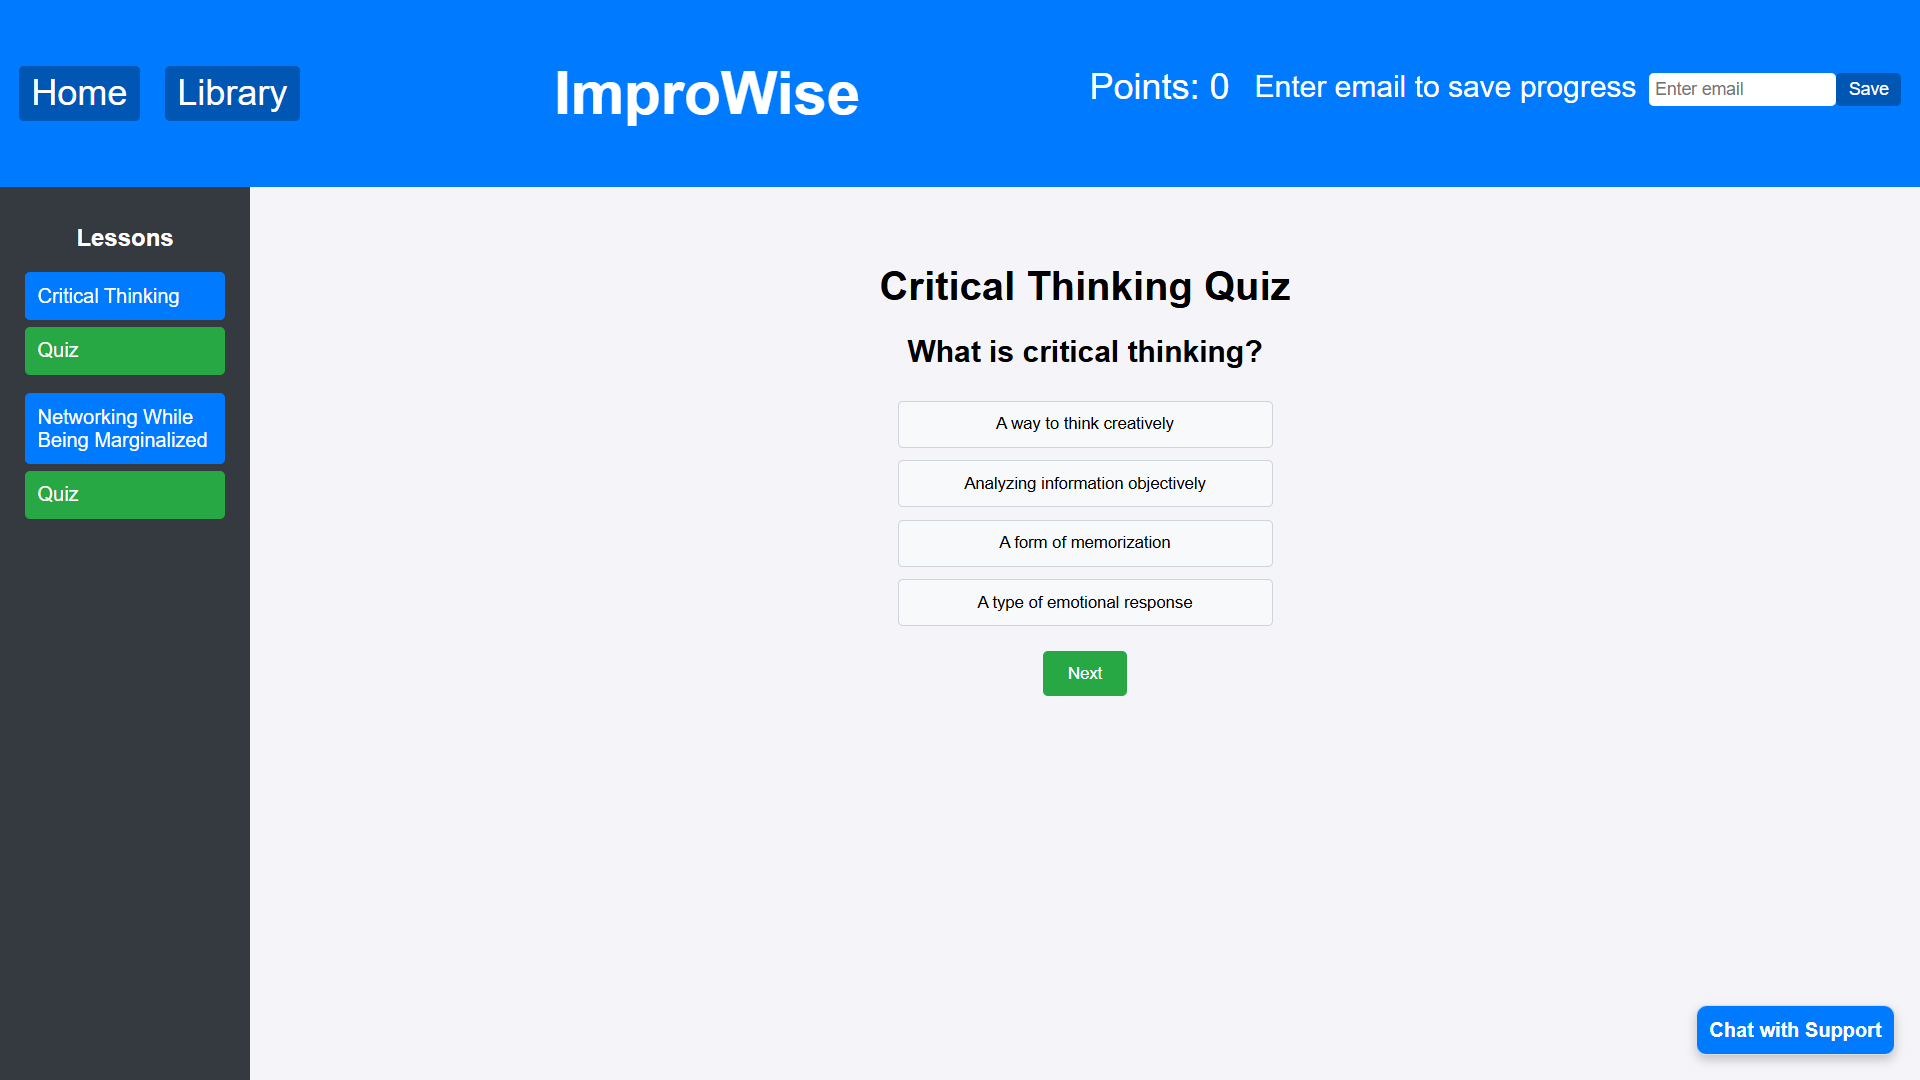 Home
Library
ImproWise
Points: 0
Enter email to save progress
Enter email
Save
Lessons
Critical Thinking
Quiz
Networking While
Being Marginalized
Quiz
Critical Thinking Quiz
What is critical thinking?
A way to think creatively
Analyzing information objectively
A form of memorization
A type of emotional response
Next
Chat with Support